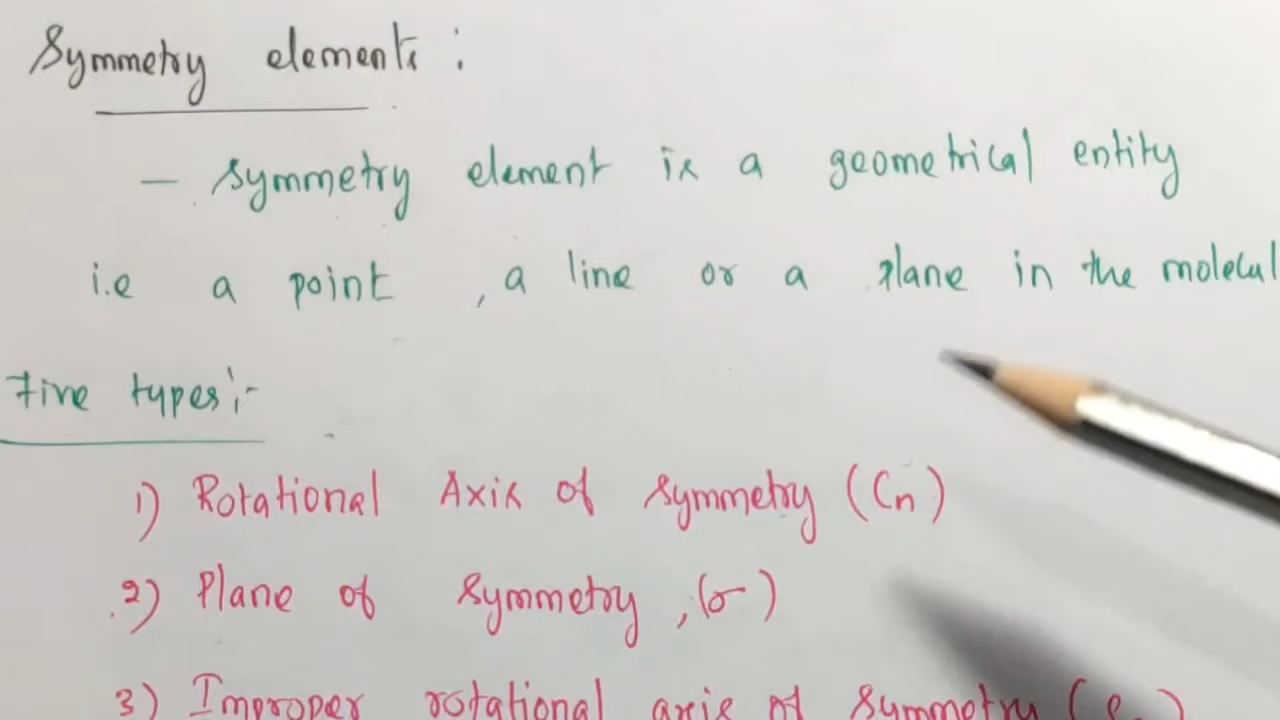 Symmetry elements :
- Symmetry element is a geometrical entity
i.e a point , a line or a plane in the molecul
Five types :-
1) Rotational Axis of symmetry (Cn)
2) Plane of symmetry , (σ)
3) Improper rotational axis of symmetry (